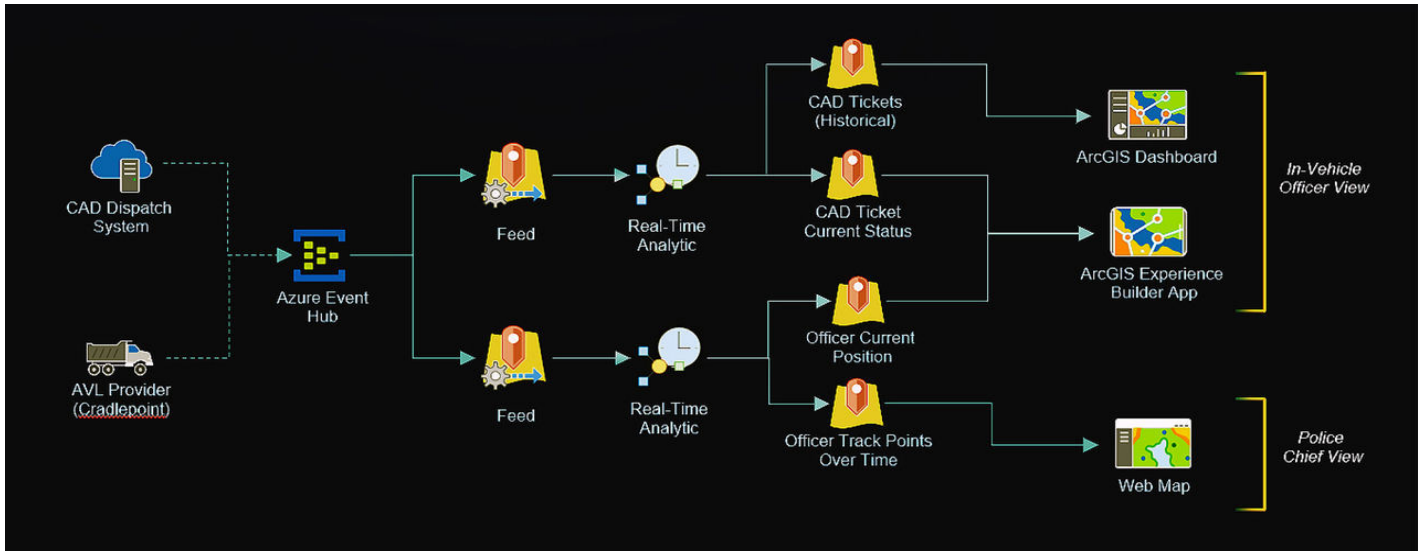 CAD Dispatch
System
AVL Provider
(Cradlepoint)
Azure Event
Hub
Feed
Real-Time
Analytic
Feed
Real-Time
Analytic
CAD Tickets
(Historical)
CAD Ticket
Current Status
Officer Current
Position
Officer Track Points
Over Time
ArcGIS Dashboard
ArcGIS Experience
Builder App
Web Map
In-Vehicle
Officer View
Police
Chief View